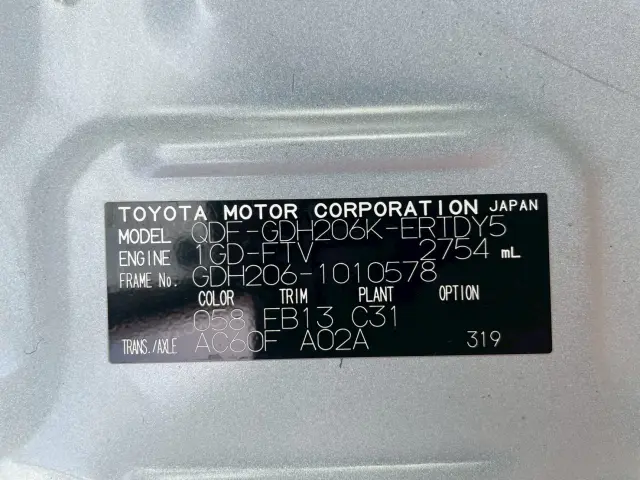 TOYOTA MOTOR CORPORATION JAPAN
MODEL QDF-GDH206K-ERTDY5
ENGINE 1GD-FTV 2754 mL
FRAME No. GDH206-1010578
COLOR TRIM PLANT OPTION
058 FB13 C31
TRANS./AXLE AC60F A02A 319